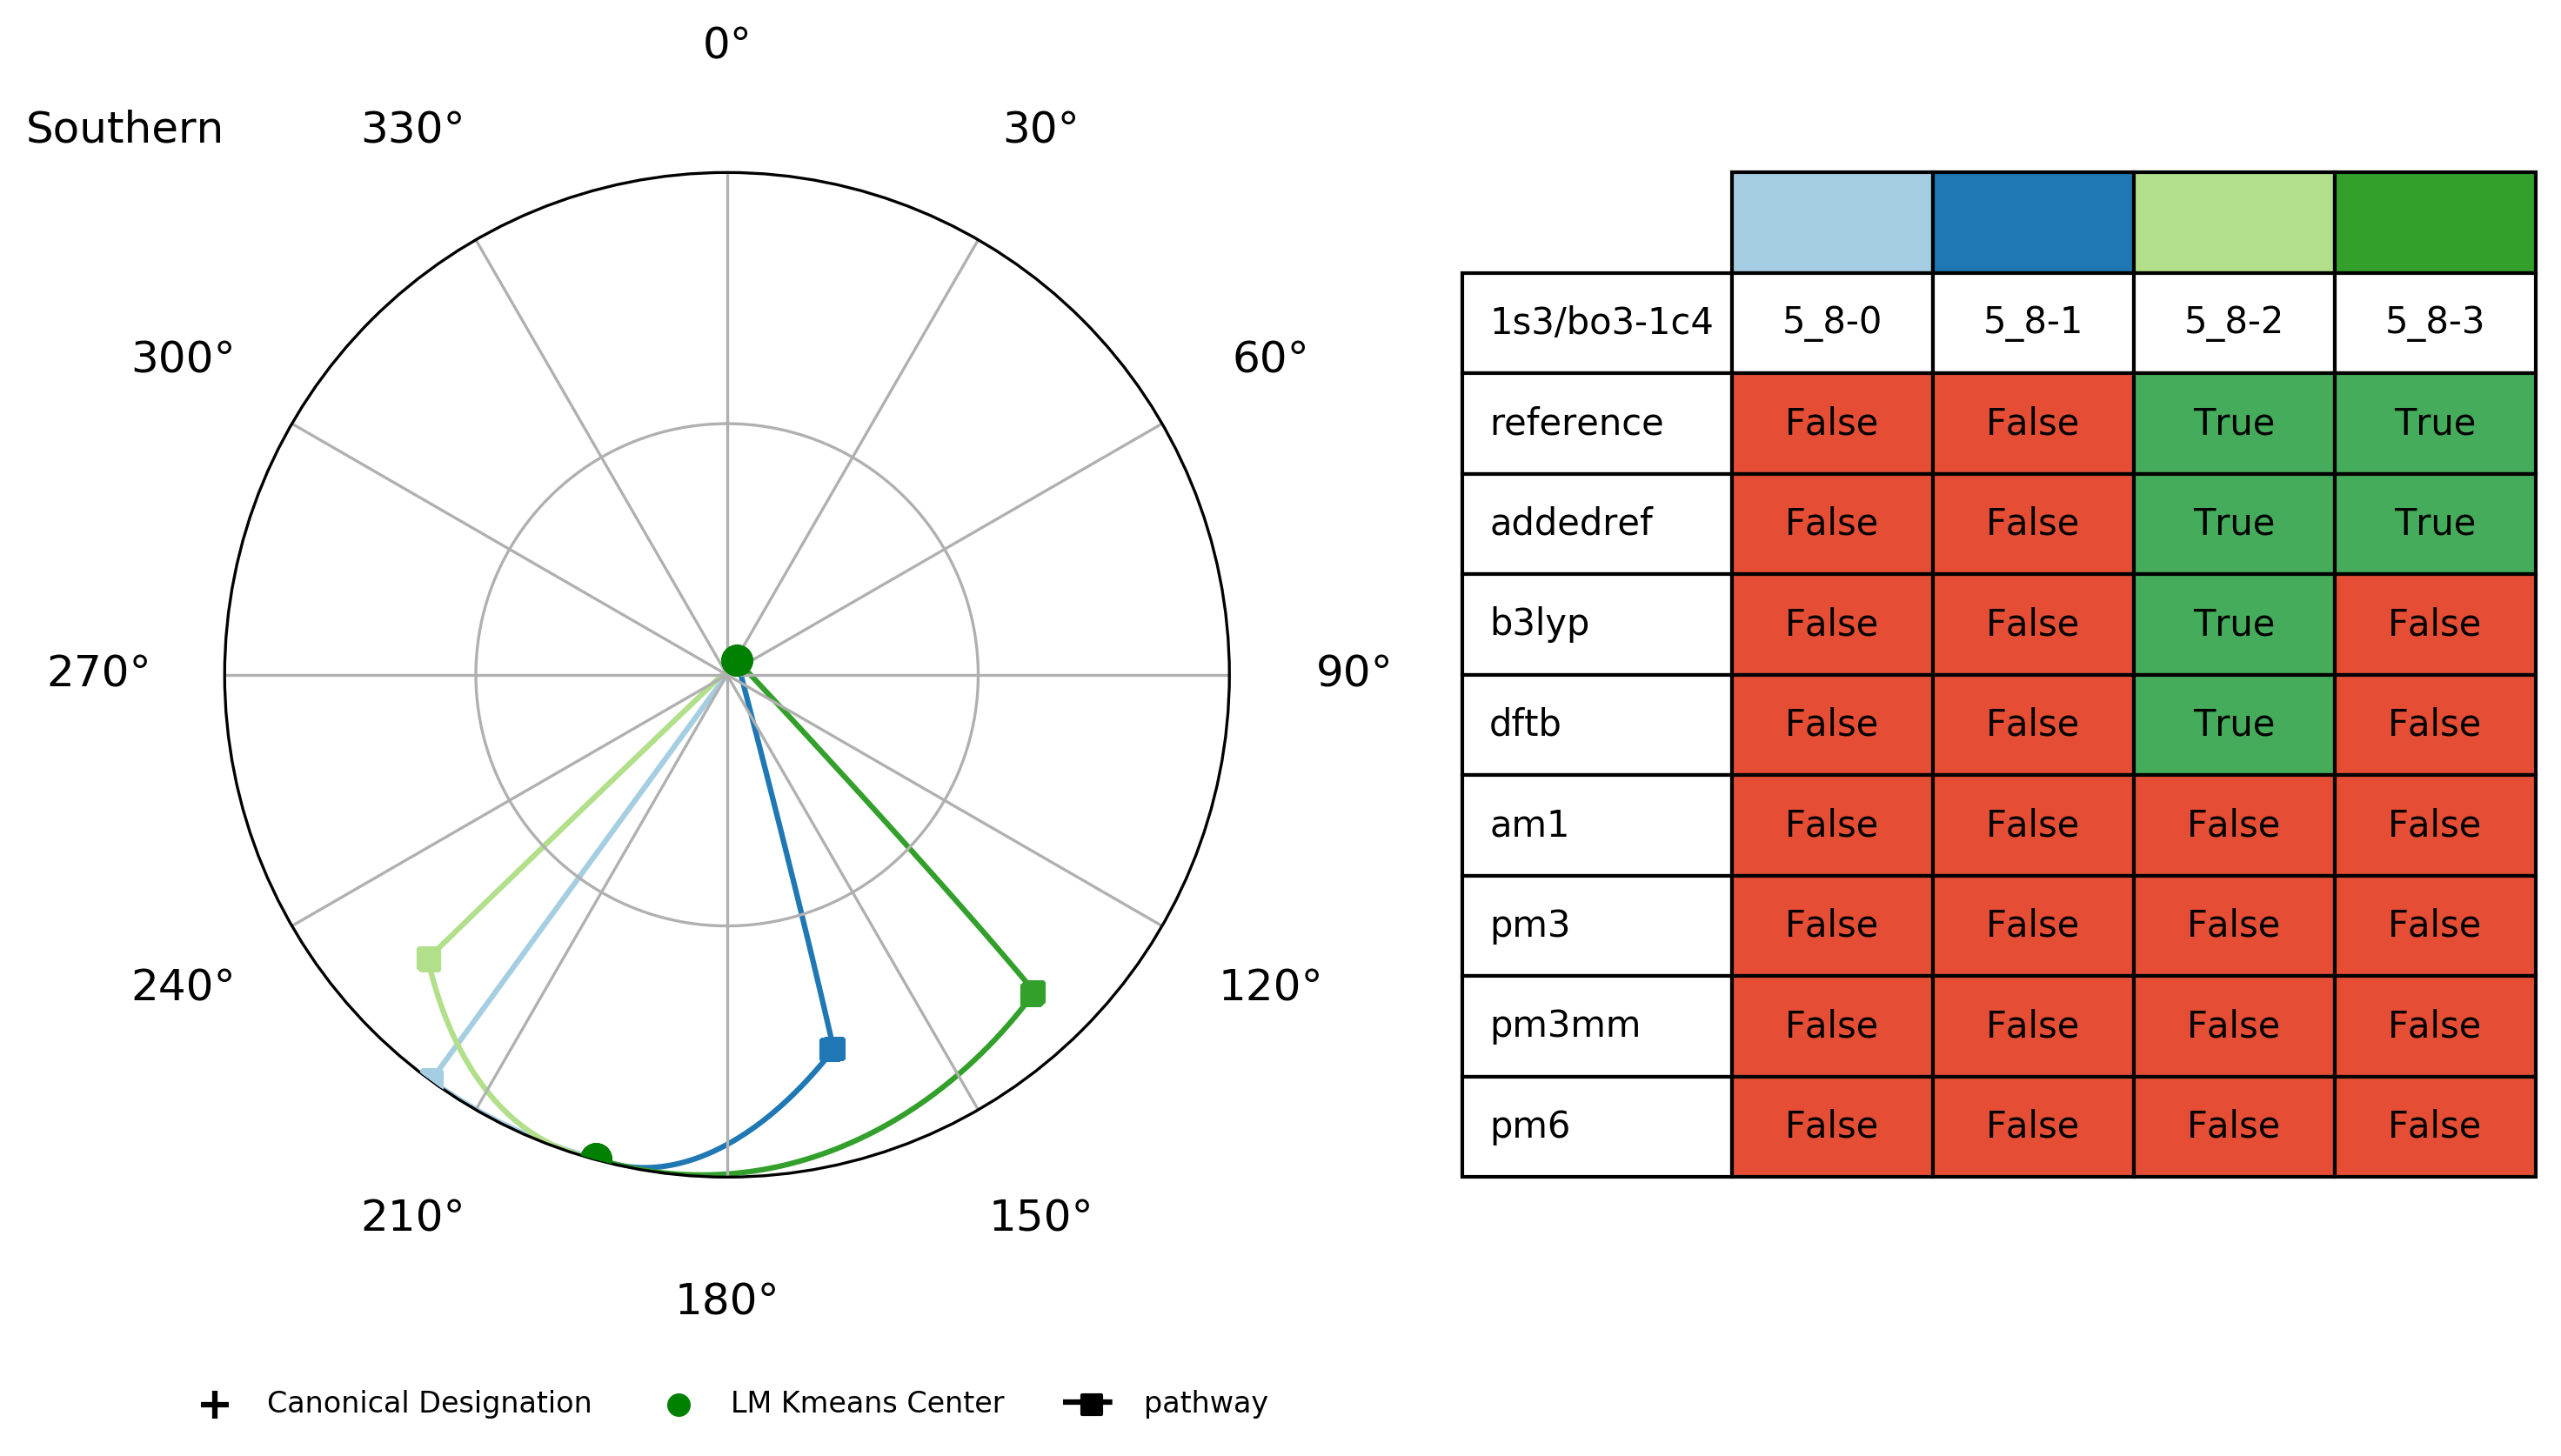 0°
Southern
330°
30°
300°
60°
270°
90°
240°
120°
210°
150°
180°
Canonical Designation
LM Kmeans Center
pathway
1s3/bo3-1c4 5_8-0 5_8-1 5_8-2 5_8-3
reference False False True True
addedref False False True True
b3lyp False False True False
dftb False False True False
am1 False False False False
pm3 False False False False
pm3mm False False False False
pm6 False False False False